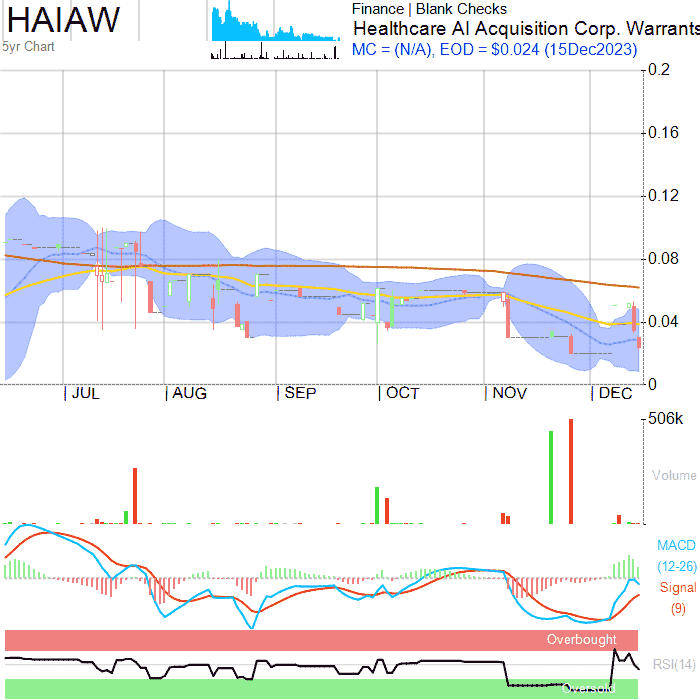 HAIAW
5yr Chart
Finance | Blank Checks
Healthcare AI Acquisition Corp. Warrants
MC = (N/A), EOD = $0.024 (15Dec2023)
0.2
0.16
0.12
0.08
0.04
0
JUL AUG SEP OCT NOV DEC
506k
Volume
MACD
(12-26)
Signal
(9)
Overbought
RSI(14)
Oversold